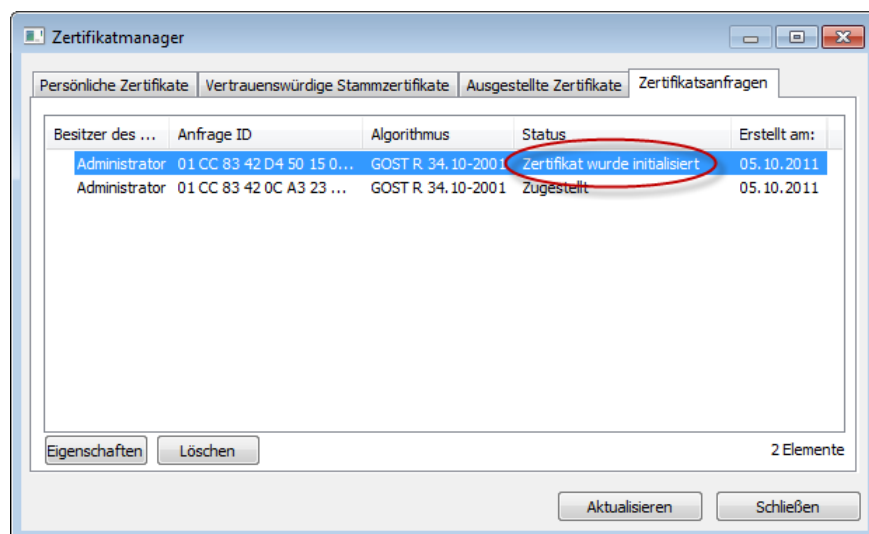 Zertifikatmanager
Persönliche Zertifikate Vertrauenswürdige Stammzertifikate Ausgestellte Zertifikate Zertifikatsanfragen
Besitzer des ... Anfrage ID Algorithmus Status Erstellt am:
Administrator 01 CC 83 42 D4 50 15 0... GOST R 34.10-2001 Zertifikat wurde initialisiert 05.10.2011
Administrator 01 CC 83 42 0C A3 23 ... GOST R 34.10-2001 Zugestellt 05.10.2011
Eigenschaften Löschen 2 Elemente
Aktualisieren Schließen